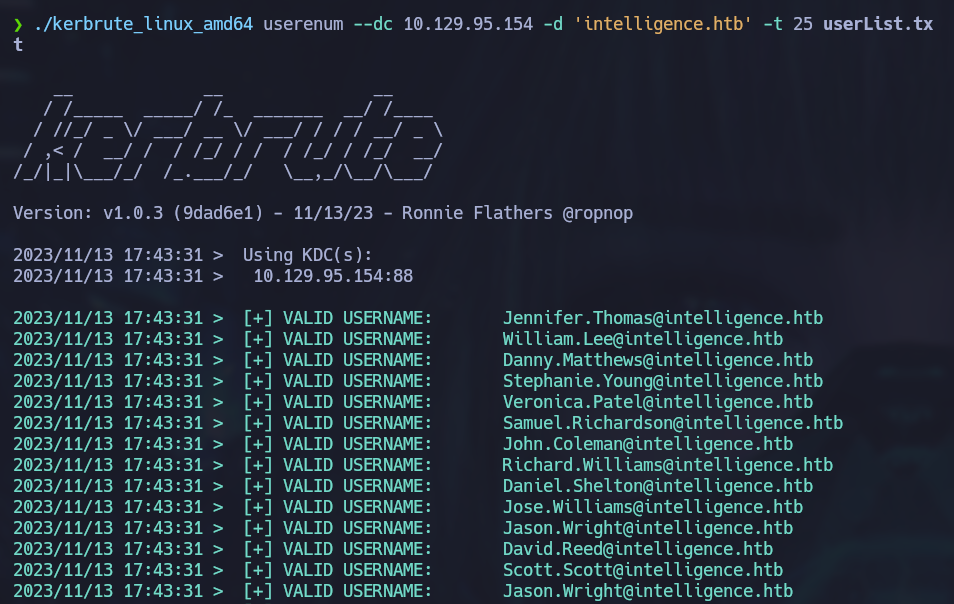 ❯ ./kerbrute_linux_amd64 userenum --dc 10.129.95.154 -d 'intelligence.htb' -t 25 userList.tx
t
    __             __               __
   / /_____  _____/ /_  _______  __/ /____
  / //_/ _ \/ ___/ __ \/ ___/ / / / __/ _ \
 / ,< /  __/ /  / /_/ / /  / /_/ / /_/  __/
/_/|_|\___/_/  /_.___/_/   \__,_/\__/\___/
Version: v1.0.3 (9dad6e1) - 11/13/23 - Ronnie Flathers @ropnop
2023/11/13 17:43:31 >  Using KDC(s):
2023/11/13 17:43:31 >   10.129.95.154:88
2023/11/13 17:43:31 >  [+] VALID USERNAME:       Jennifer.Thomas@intelligence.htb
2023/11/13 17:43:31 >  [+] VALID USERNAME:       William.Lee@intelligence.htb
2023/11/13 17:43:31 >  [+] VALID USERNAME:       Danny.Matthews@intelligence.htb
2023/11/13 17:43:31 >  [+] VALID USERNAME:       Stephanie.Young@intelligence.htb
2023/11/13 17:43:31 >  [+] VALID USERNAME:       Veronica.Patel@intelligence.htb
2023/11/13 17:43:31 >  [+] VALID USERNAME:       Samuel.Richardson@intelligence.htb
2023/11/13 17:43:31 >  [+] VALID USERNAME:       John.Coleman@intelligence.htb
2023/11/13 17:43:31 >  [+] VALID USERNAME:       Richard.Williams@intelligence.htb
2023/11/13 17:43:31 >  [+] VALID USERNAME:       Daniel.Shelton@intelligence.htb
2023/11/13 17:43:31 >  [+] VALID USERNAME:       Jose.Williams@intelligence.htb
2023/11/13 17:43:31 >  [+] VALID USERNAME:       Jason.Wright@intelligence.htb
2023/11/13 17:43:31 >  [+] VALID USERNAME:       David.Reed@intelligence.htb
2023/11/13 17:43:31 >  [+] VALID USERNAME:       Scott.Scott@intelligence.htb
2023/11/13 17:43:31 >  [+] VALID USERNAME:       Jason.Wright@intelligence.htb